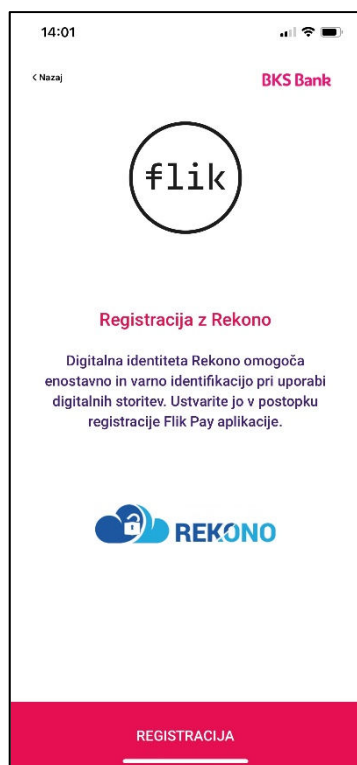 14:01
< Nazaj
BKS Bank
flik
Registracija z Rekono
Digitalna identiteta Rekono omogoča
enostavno in varno identifikacijo pri uporabi
digitalnih storitev. Ustvarite jo v postopku
registracije Flik Pay aplikacije.
REKONO
REGISTRACIJA